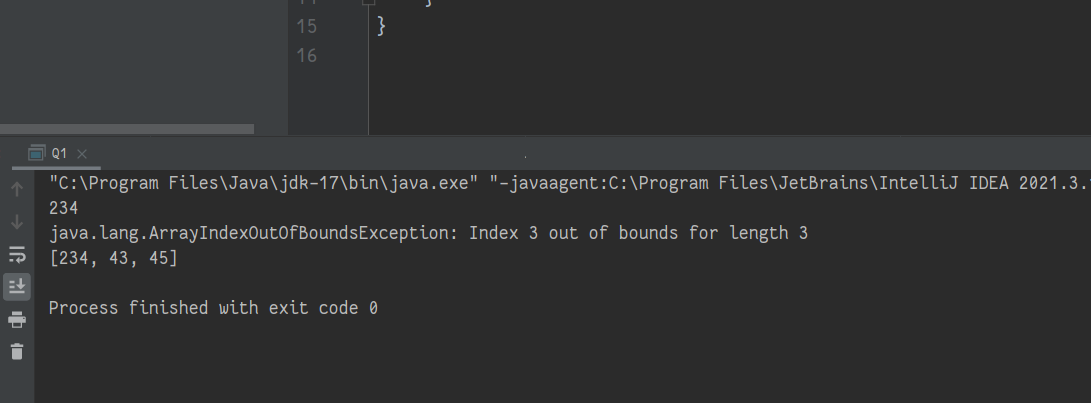 15 }
16
Q1
"C:\Program Files\Java\jdk-17\bin\java.exe" "-javaagent:C:\Program Files\JetBrains\IntelliJ IDEA 2021.3.
234
java.lang.ArrayIndexOutOfBoundsException: Index 3 out of bounds for length 3
[234, 43, 45]
Process finished with exit code 0